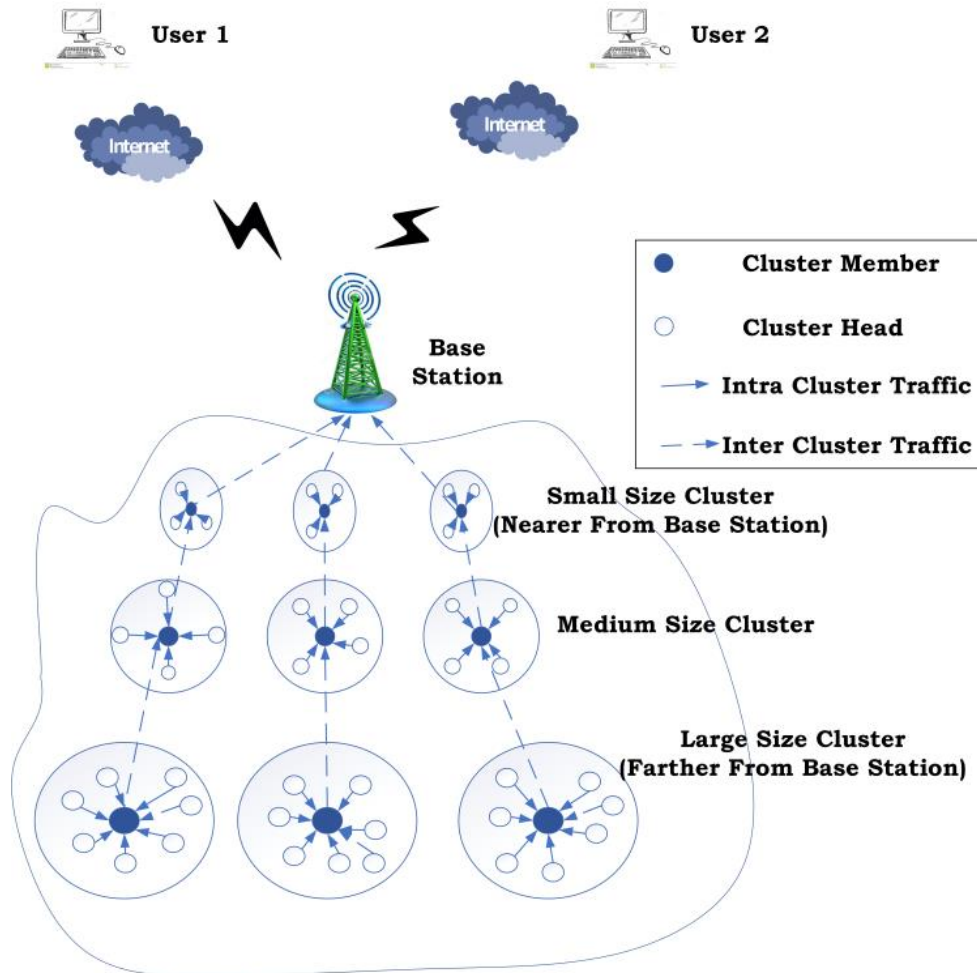 User 1
User 2
Internet
Internet
Base
Station
Cluster Member
Cluster Head
Intra Cluster Traffic
Inter Cluster Traffic
Small Size Cluster
(Nearer From Base Station)
Medium Size Cluster
Large Size Cluster
(Farther From Base Station)